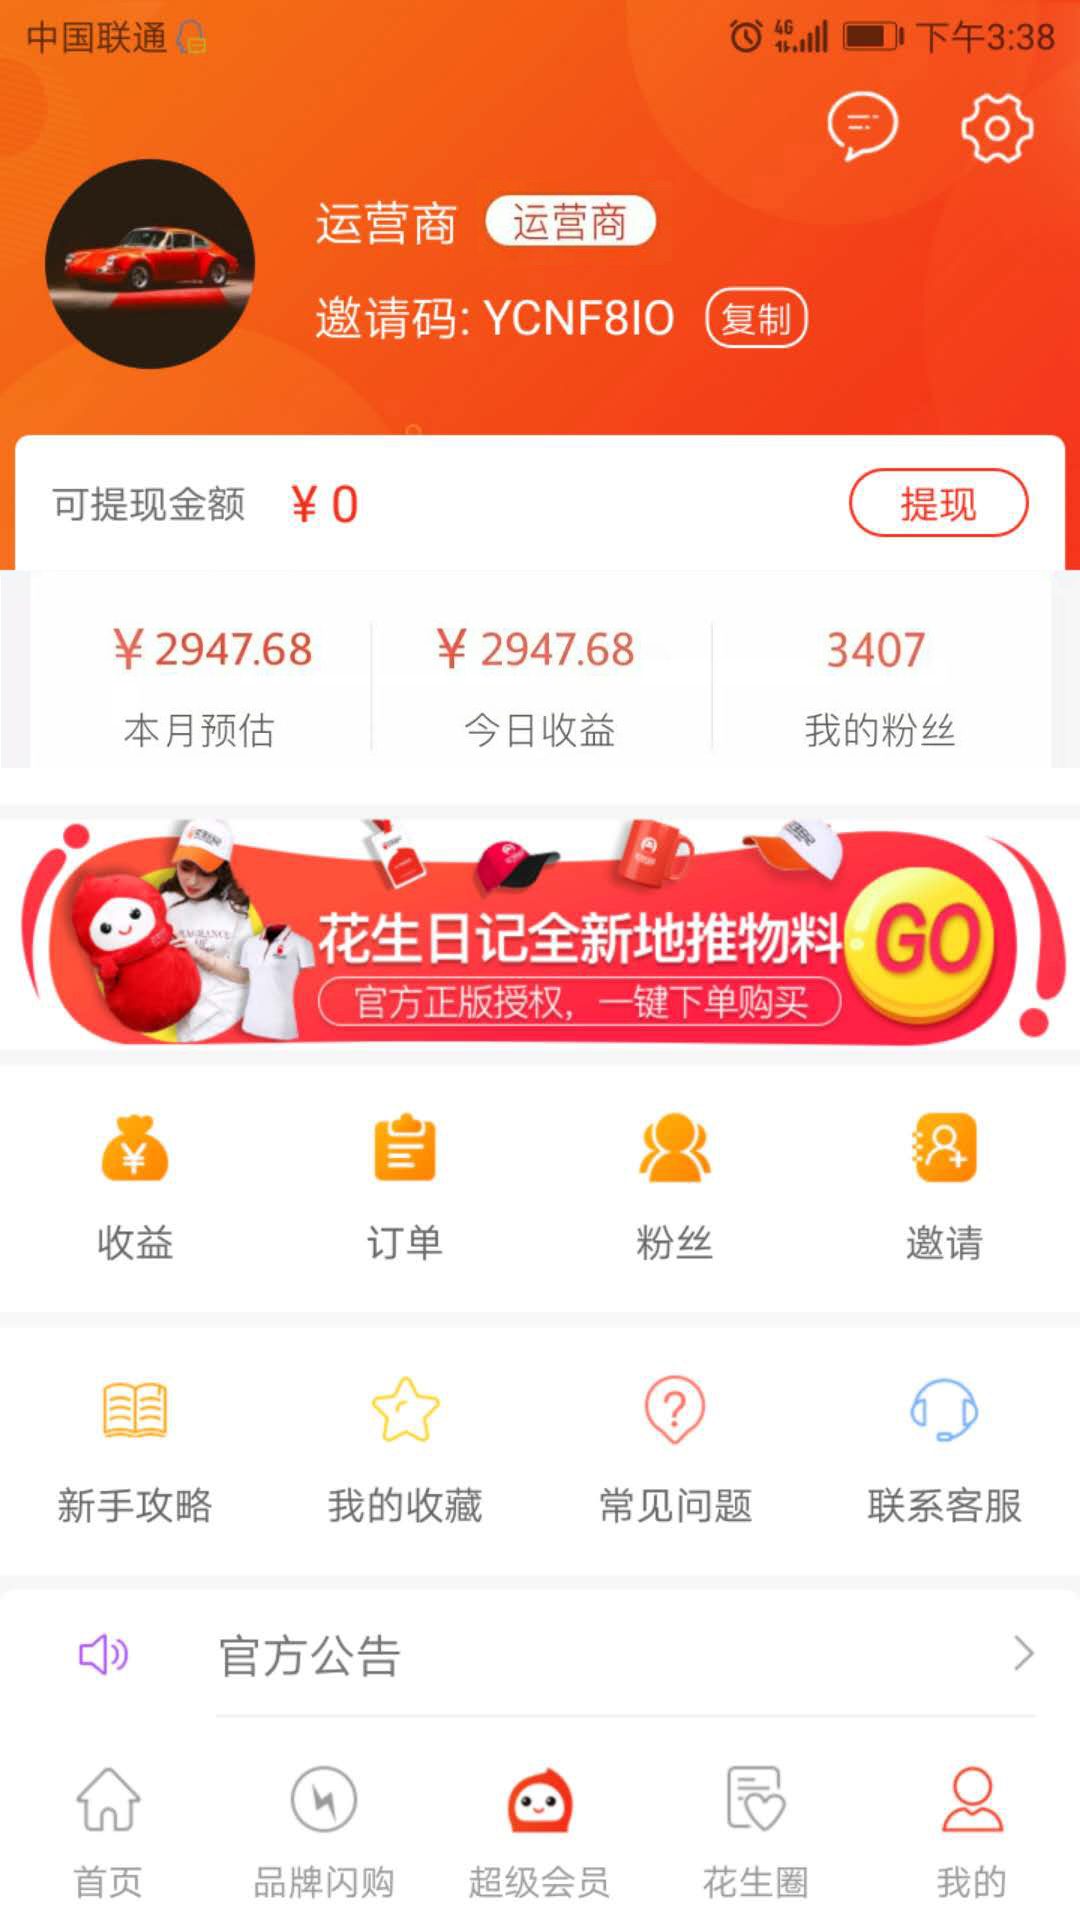 中国联通 4G 下午3:38
运营商 运营商
邀请码: YCNF8IO 复制
可提现金额 ¥ 0 提现
¥ 2947.68 ¥ 2947.68 3407
本月预估 今日收益 我的粉丝
花生日记全新地推物料 GO
官方正版授权，一键下单购买
收益 订单 粉丝 邀请
新手攻略 我的收藏 常见问题 联系客服
官方公告
首页 品牌闪购 超级会员 花生圈 我的